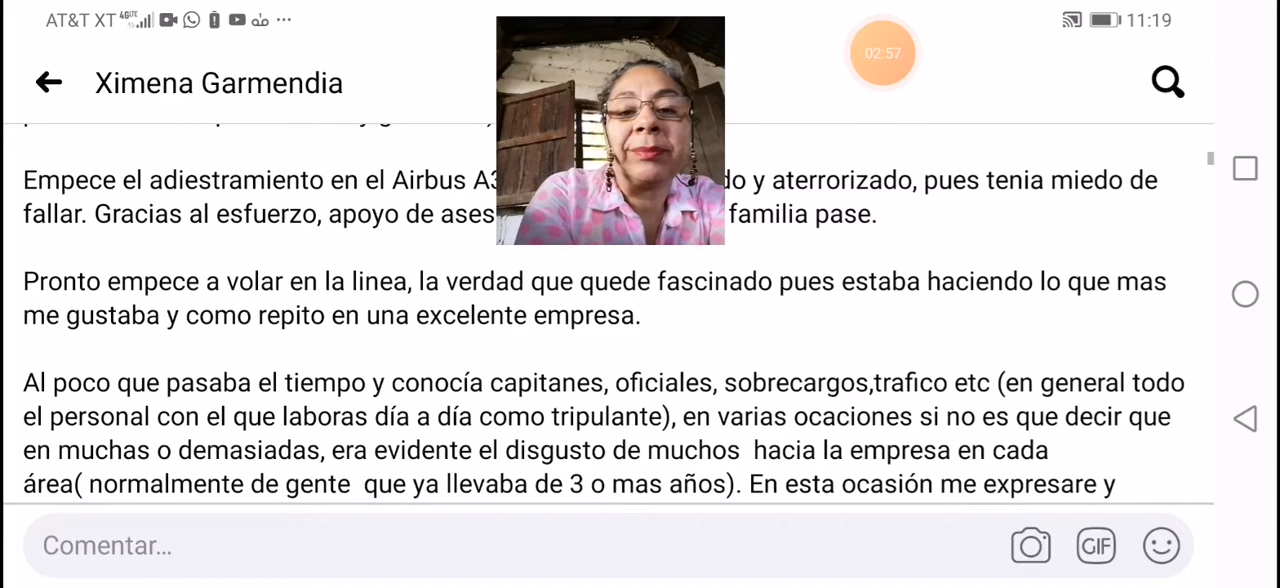 AT&T XT 4G LTE
11:19
02:57
Ximena Garmendia
Empece el adiestramiento en el Airbus A3 do y aterrorizado, pues tenia miedo de
fallar. Gracias al esfuerzo, apoyo de ases familia pase.
Pronto empece a volar en la linea, la verdad que quede fascinado pues estaba haciendo lo que mas
me gustaba y como repito en una excelente empresa.
Al poco que pasaba el tiempo y conocía capitanes, oficiales, sobrecargos,trafico etc (en general todo
el personal con el que laboras día a día como tripulante), en varias ocaciones si no es que decir que
en muchas o demasiadas, era evidente el disgusto de muchos hacia la empresa en cada
área( normalmente de gente que ya llevaba de 3 o mas años). En esta ocasión me expresare y
Comentar...
GIF